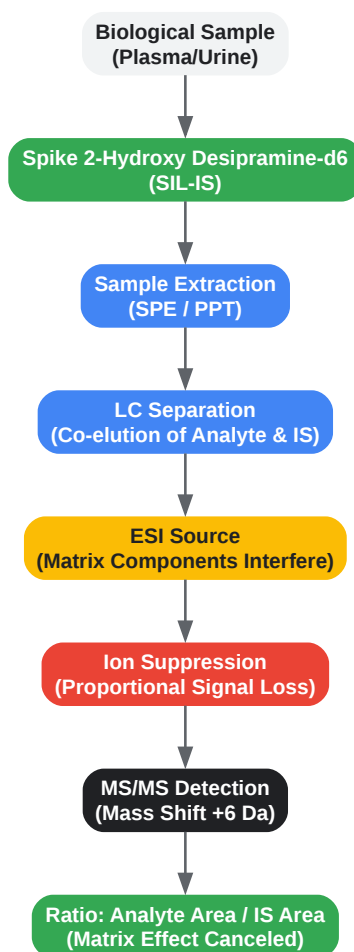 Biological Sample
(Plasma/Urine)
Spike 2-Hydroxy Desipramine-d6
(SIL-IS)
Sample Extraction
(SPE / PPT)
LC Separation
(Co-elution of Analyte & IS)
ESI Source
(Matrix Components Interfere)
Ion Suppression
(Proportional Signal Loss)
MS/MS Detection
(Mass Shift +6 Da)
Ratio: Analyte Area / IS Area
(Matrix Effect Canceled)